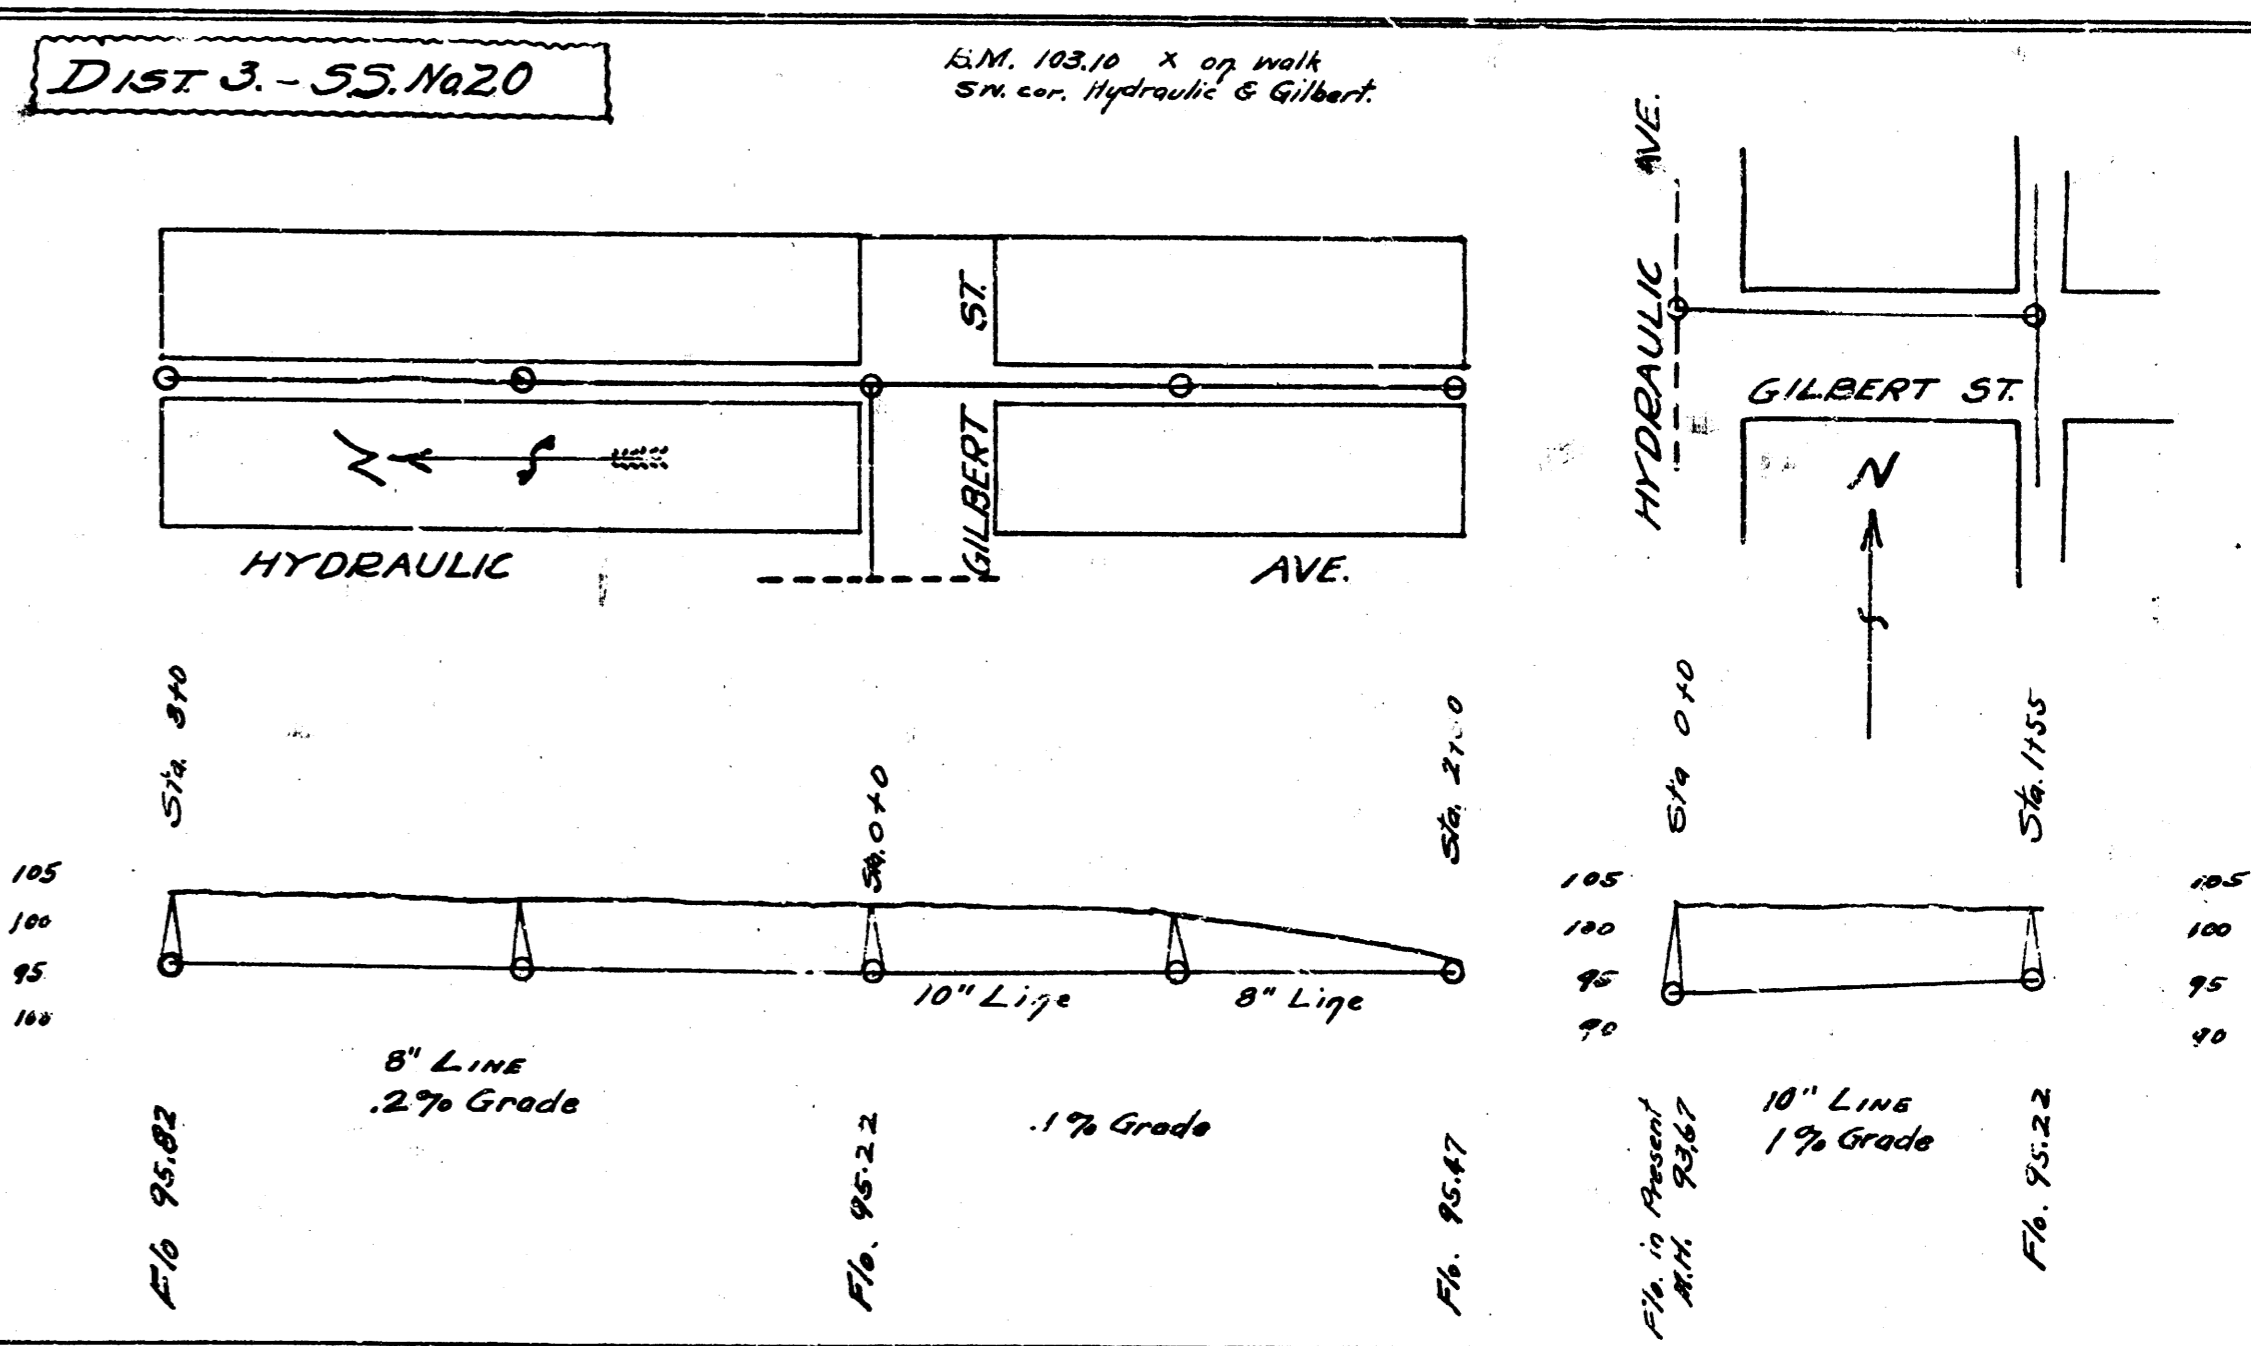 DIST 3. - S.S. No 20
B.M. 103.10 x on walk
SW. cor. Hydraulic & Gilbert.
GILBERT ST.
N
HYDRAULIC AVE.
HYDRAULIC AVE.
GILBERT ST.
N
Sta. 3+0
Sta. 0+0
Sta.
Sta 0+0
Sta. 1+55
105
100
95
100
10" Line
8" Line
105
100
95
90
105
100
95
90
8" LINE
.2% Grade
.1% Grade
10" LINE
1% Grade
Flo 95.82
Flo. 95.22
Flo. 95.47
Flo. in Present
M.H. 93.67
Flo. 95.22